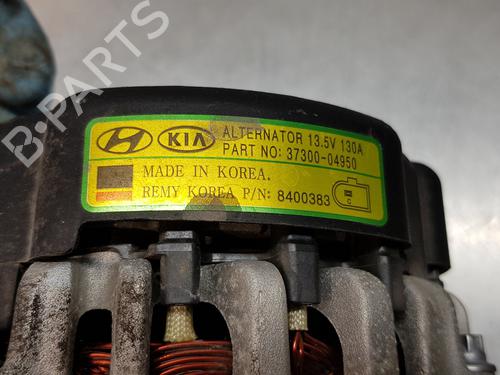 B-PARTS
KIA
ALTERNATOR 13.5V 130A
PART NO: 37300-04950
MADE IN KOREA.
REMY KOREA P/N: 8400383
C